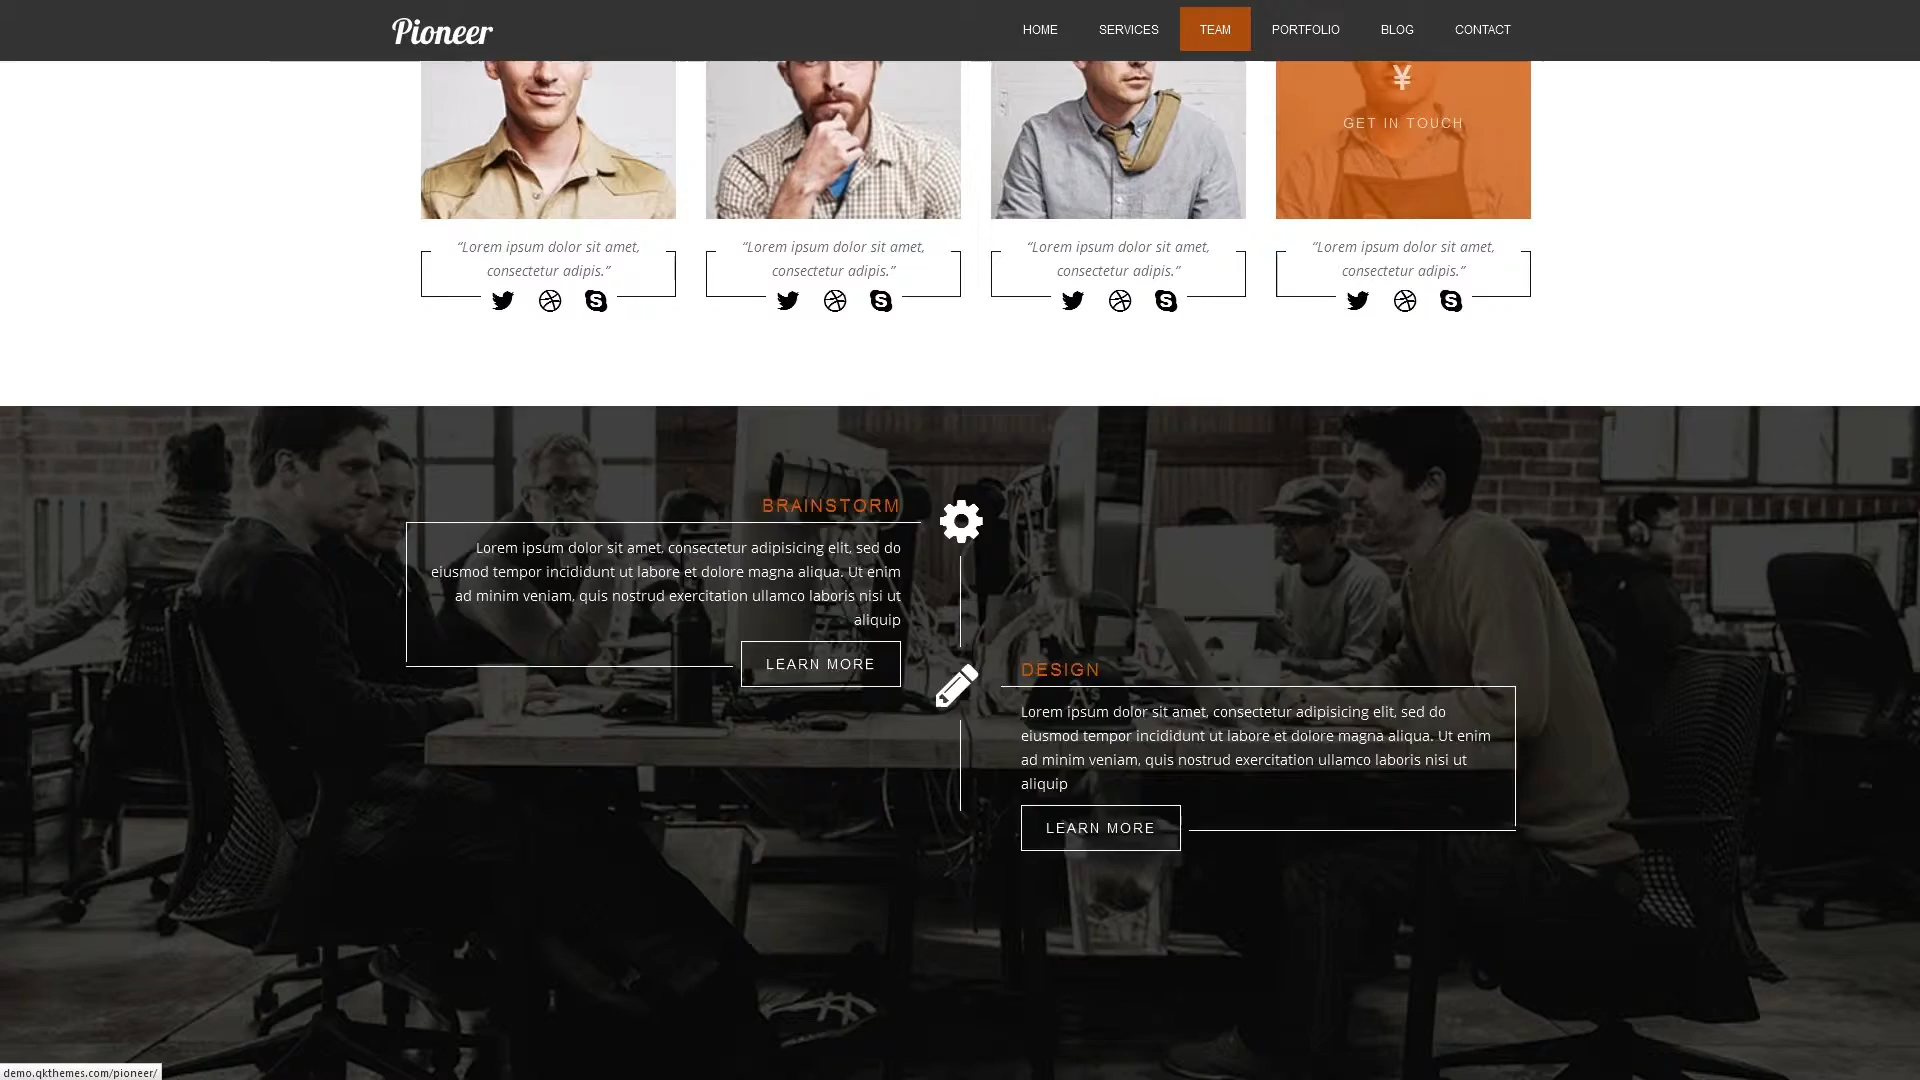 Pioneer
HOME SERVICES TEAM PORTFOLIO BLOG CONTACT
¥
GET IN TOUCH
“Lorem ipsum dolor sit amet,
consectetur adipis.”
“Lorem ipsum dolor sit amet,
consectetur adipis.”
“Lorem ipsum dolor sit amet,
consectetur adipis.”
“Lorem ipsum dolor sit amet,
consectetur adipis.”
BRAINSTORM
Lorem ipsum dolor sit amet, consectetur adipisicing elit, sed do
eiusmod tempor incididunt ut labore et dolore magna aliqua. Ut enim
ad minim veniam, quis nostrud exercitation ullamco laboris nisi ut
aliquip
LEARN MORE
DESIGN
Lorem ipsum dolor sit amet, consectetur adipisicing elit, sed do
eiusmod tempor incididunt ut labore et dolore magna aliqua. Ut enim
ad minim veniam, quis nostrud exercitation ullamco laboris nisi ut
aliquip
LEARN MORE
demo.qkthemes.com/pioneer/